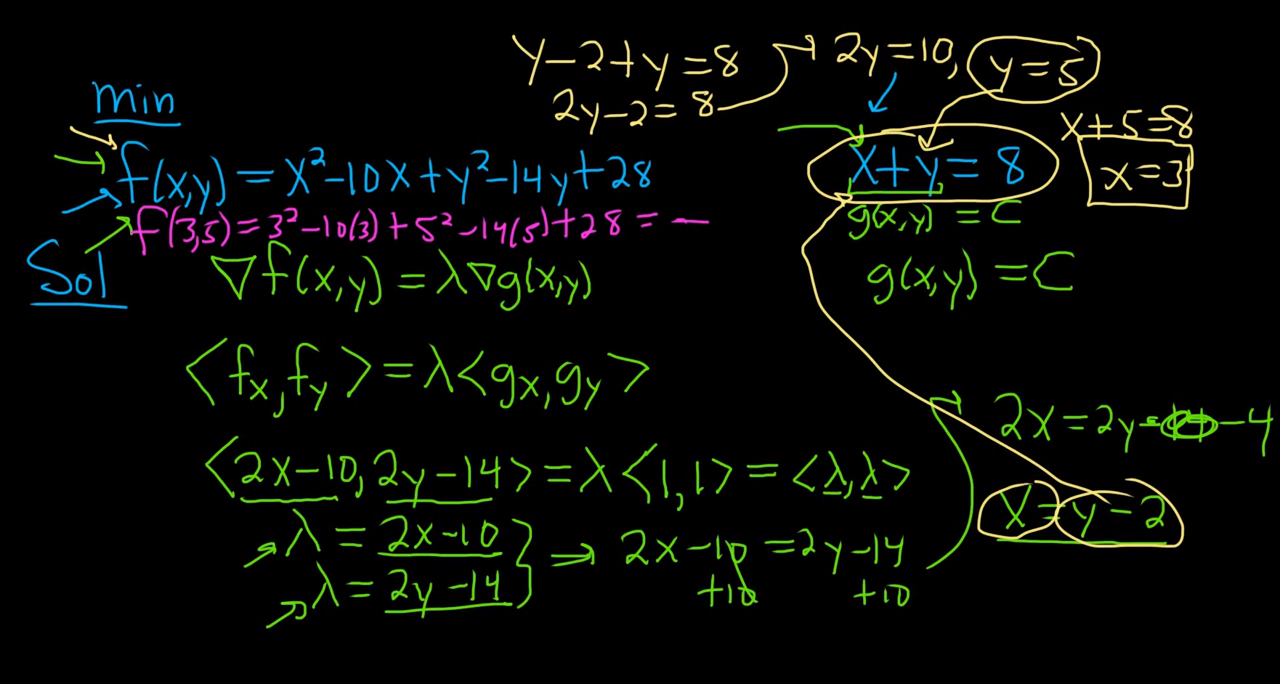 y-2+y=8
2y-2=8
2y=10, y=5
min
f(x,y) = x²-10x+y²-14y+28
x+y=8
x+5=8
x=3
f(3,5) = 3²-10(3)+5²-14(5)+28 = —
g(x,y) = C
Sol
∇f(x,y) = λ∇g(x,y)
g(x,y) = C
<fx,fy> = λ<gx,gy>
2x=2y-4
<2x-10, 2y-14> = λ<1,1> = <λ,λ>
x=y-2
λ = 2x-10
λ = 2y-14
} ⇒ 2x-10 = 2y-14
+10 +10